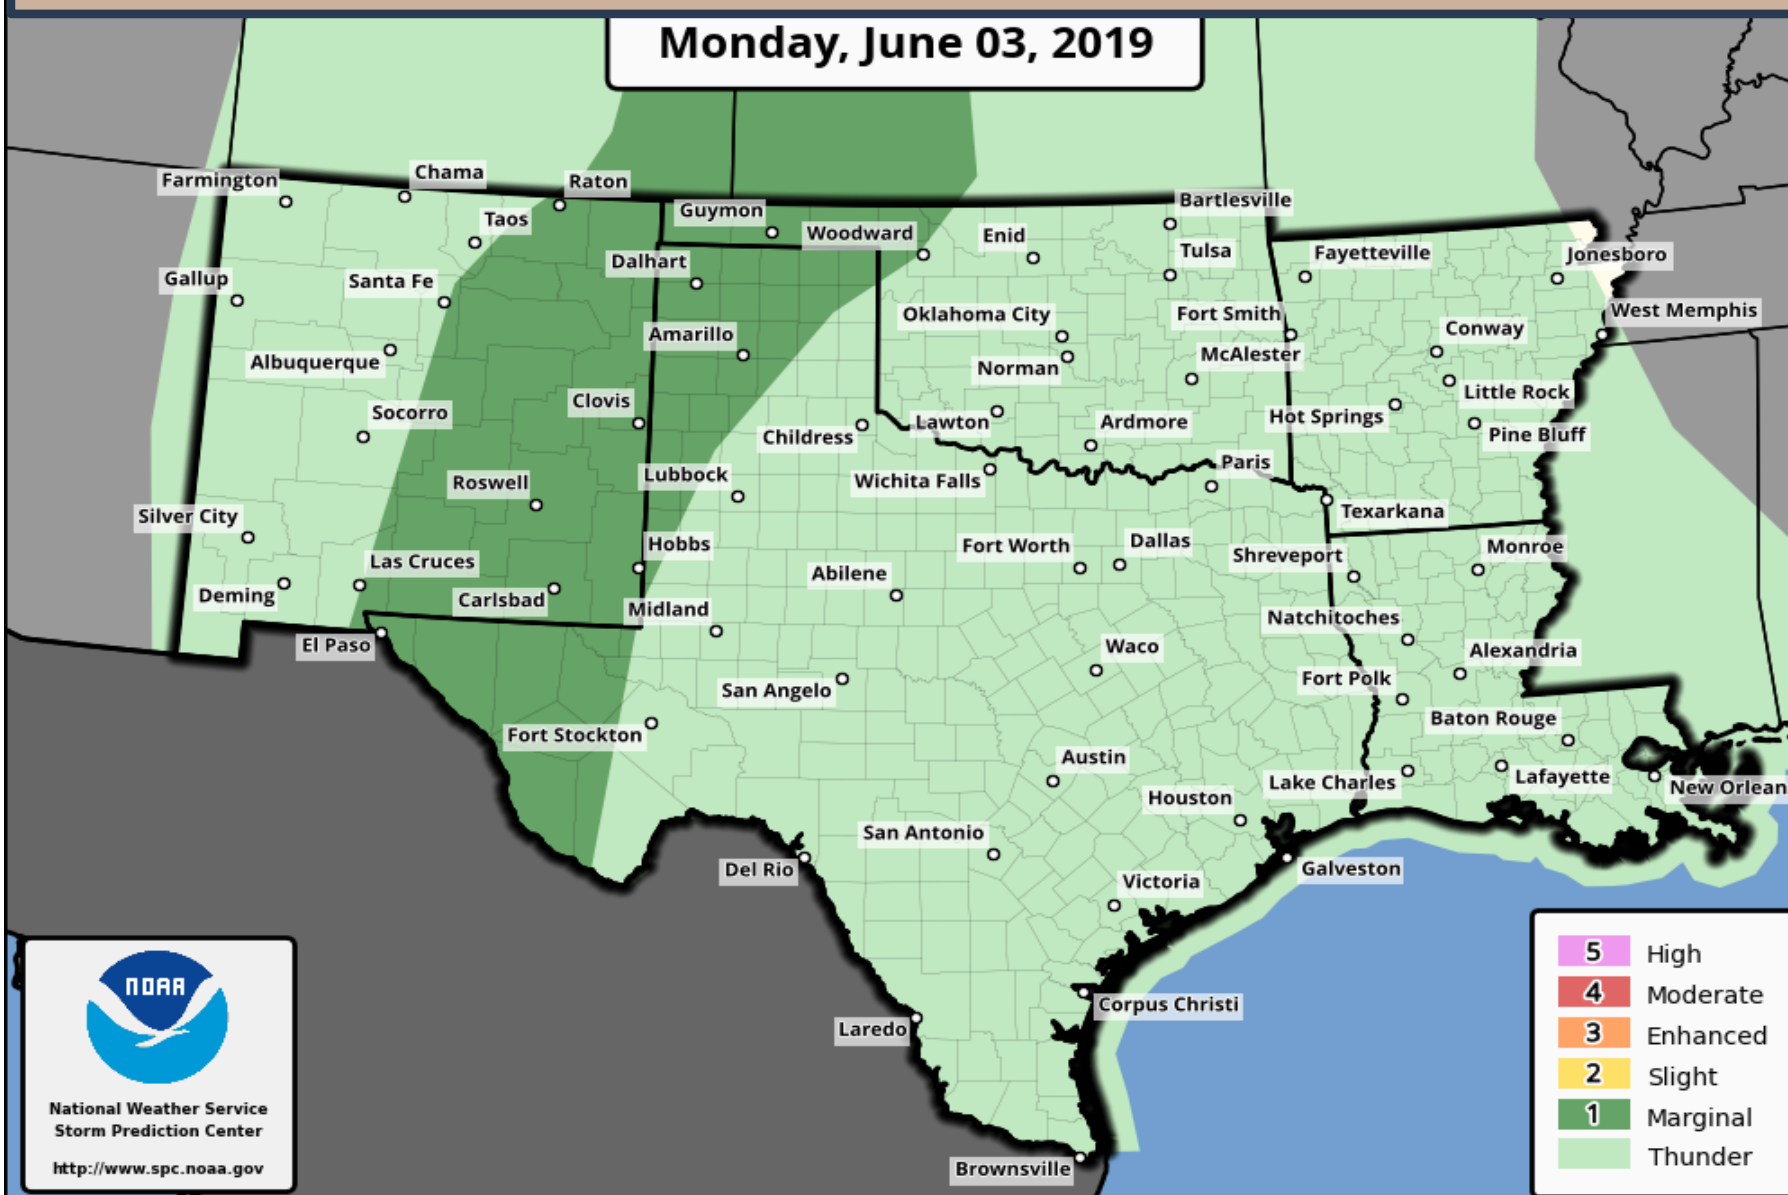 Monday, June 03, 2019
Farmington
Chama
Raton
Taos
Guymon
Woodward
Enid
Bartlesville
Tulsa
Fayetteville
Jonesboro
Gallup
Santa Fe
Dalhart
Oklahoma City
Fort Smith
West Memphis
Albuquerque
Amarillo
Norman
McAlester
Conway
Socorro
Clovis
Childress
Lawton
Ardmore
Hot Springs
Little Rock
Pine Bluff
Roswell
Lubbock
Wichita Falls
Paris
Texarkana
Silver City
Las Cruces
Hobbs
Fort Worth
Dallas
Shreveport
Monroe
Deming
Carlsbad
Midland
Abilene
Natchitoches
El Paso
San Angelo
Waco
Fort Polk
Alexandria
Fort Stockton
Austin
Baton Rouge
Houston
Lake Charles
Lafayette
New Orlean
Del Rio
San Antonio
Galveston
Victoria
Laredo
Corpus Christi
Brownsville
NOAA
National Weather Service
Storm Prediction Center
http://www.spc.noaa.gov
5 High
4 Moderate
3 Enhanced
2 Slight
1 Marginal
Thunder